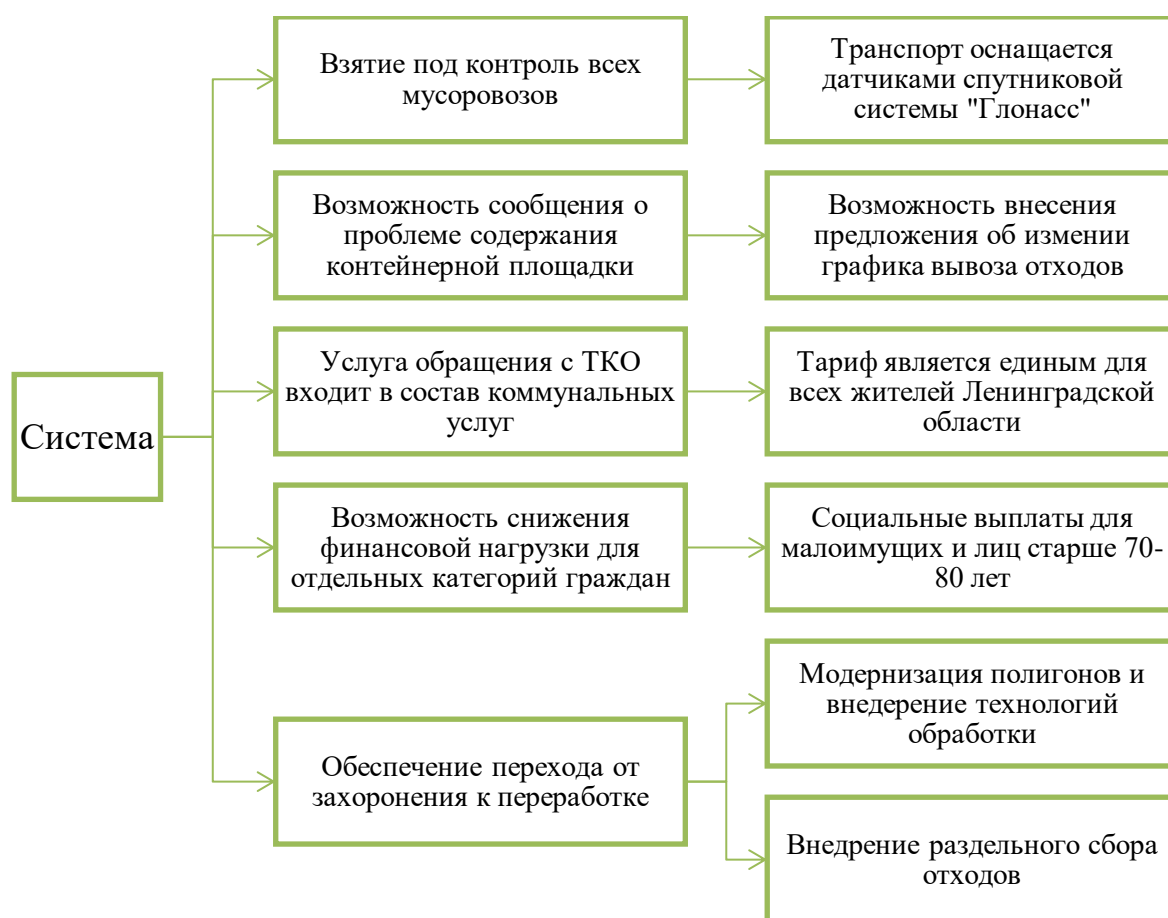 Система
Взятие под контроль всех
мусоровозов
Транспорт оснащается
датчиками спутниковой
системы "Глонасс"
Возможность сообщения о
проблеме содержания
контейнерной площадки
Возможность внесения
предложения об измении
графика вывоза отходов
Услуга обращения с ТКО
входит в состав коммунальных
услуг
Тариф является единым для
всех жителей Ленинградской
области
Возможность снижения
финансовой нагрузки для
отдельных категорий граждан
Социальные выплаты для
малоимущих и лиц старше 70-
80 лет
Обеспечение перехода от
захоронения к переработке
Модернизация полигонов и
внедерение технологий
обработки
Внедрение раздельного сбора
отходов